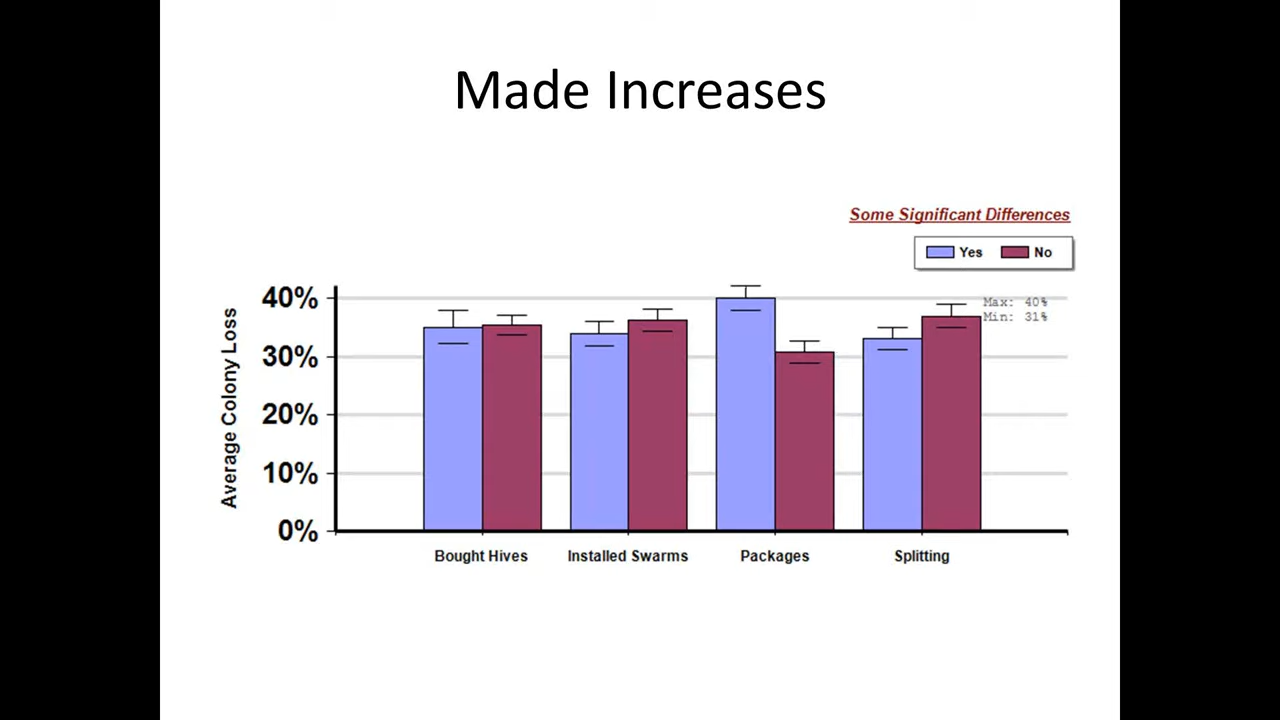 Made Increases
Some Significant Differences
Yes No
Max: 40%
Min: 31%
Average Colony Loss
40%
30%
20%
10%
0%
Bought Hives Installed Swarms Packages Splitting